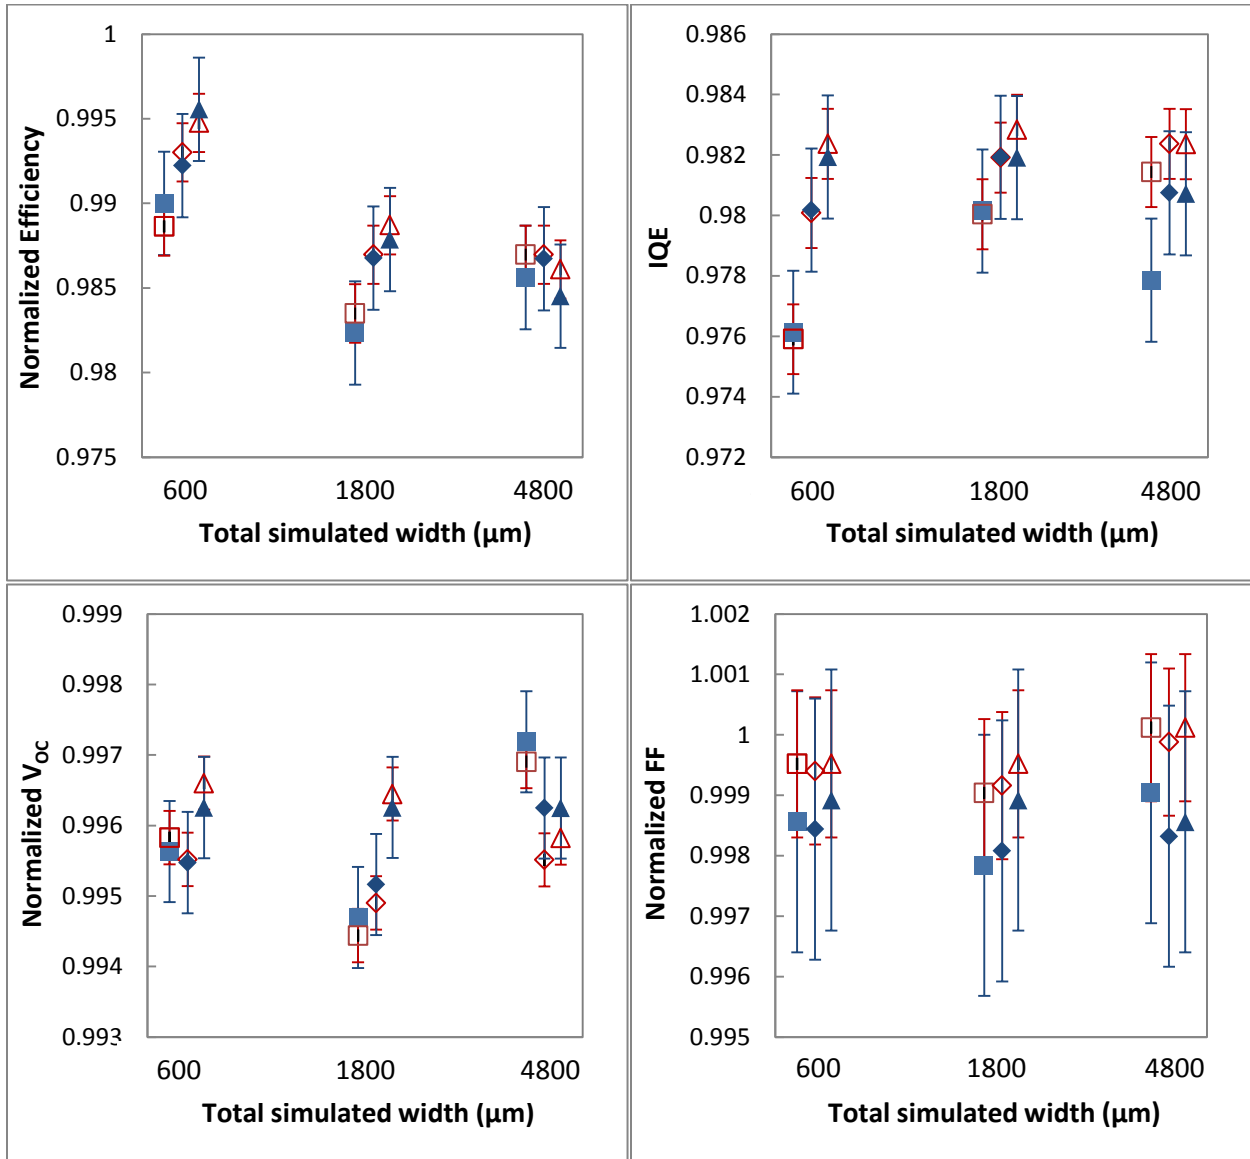 1
0.995
0.99
0.985
0.98
0.975
Normalized Efficiency
600 1800 4800
Total simulated width (µm)
0.986
0.984
0.982
0.98
0.978
0.976
0.974
0.972
IQE
600 1800 4800
Total simulated width (µm)
0.999
0.998
0.997
0.996
0.995
0.994
0.993
Normalized VOC
600 1800 4800
Total simulated width (µm)
1.002
1.001
1
0.999
0.998
0.997
0.996
0.995
Normalized FF
600 1800 4800
Total simulated width (µm)